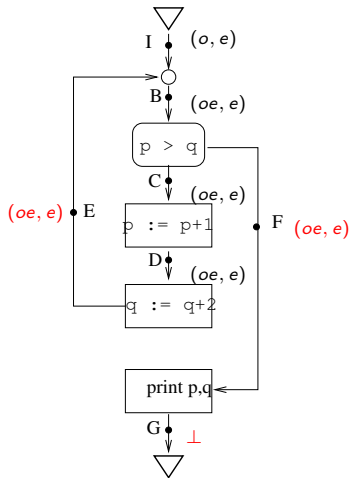 I (o, e)
B (oe, e)
p > q
C (oe, e)
p := p+1
(oe, e) E
F (oe, e)
D (oe, e)
q := q+2
print p,q
G ⊥